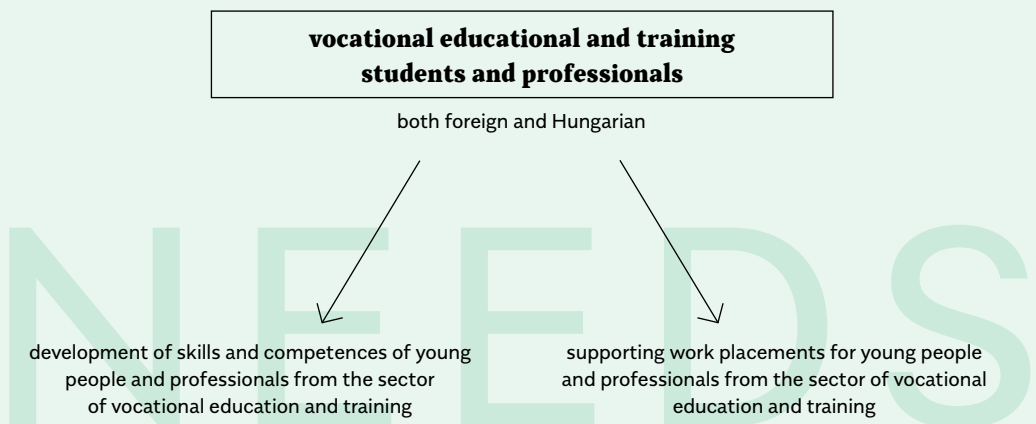 vocational educational and training
students and professionals
both foreign and Hungarian
NEEDS
development of skills and competences of young
people and professionals from the sector
of vocational education and training
supporting work placements for young people
and professionals from the sector of vocational
education and training